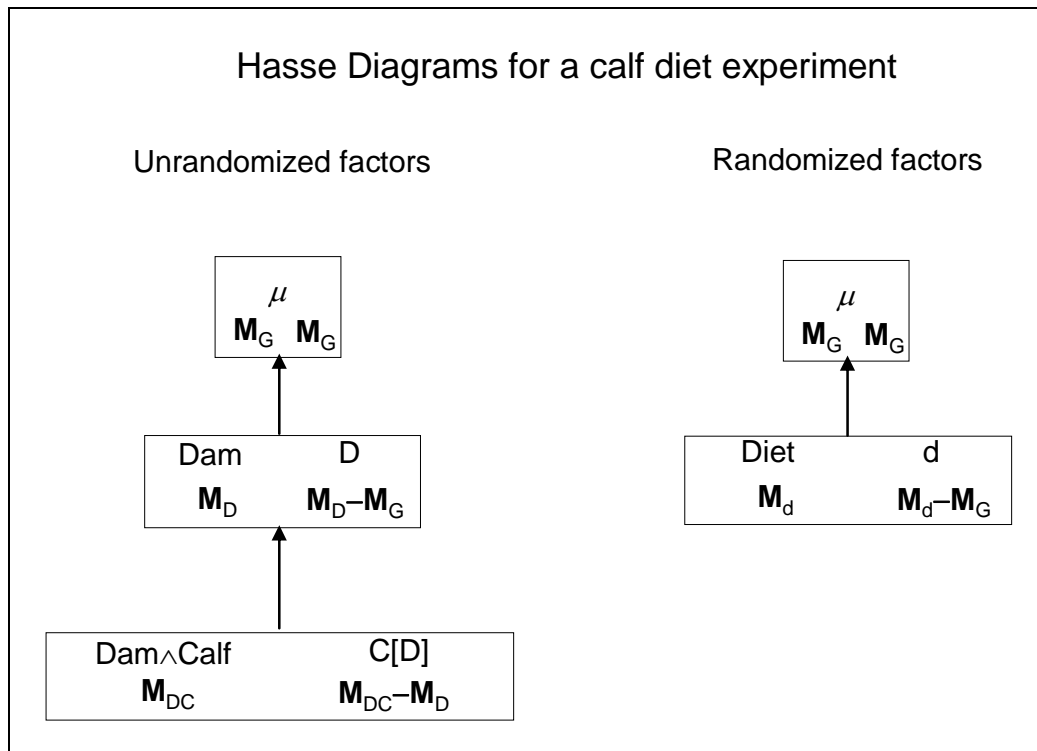 Hasse Diagrams for a calf diet experiment
Unrandomized factors
μ
M_G M_G
Dam D
M_D M_D–M_G
Dam∧Calf C[D]
M_DC M_DC–M_D
Randomized factors
μ
M_G M_G
Diet d
M_d M_d–M_G